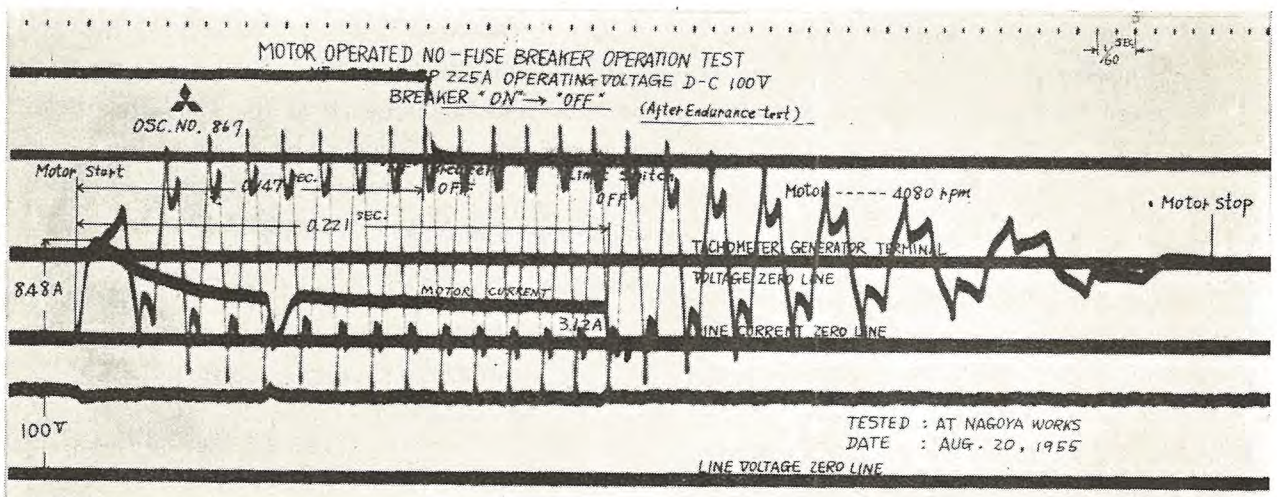 1/60 SEC.
MOTOR OPERATED NO-FUSE BREAKER OPERATION TEST
225A OPERATING VOLTAGE D-C 100V
BREAKER "ON" → "OFF" (After Endurance test)
OSC. NO. 867
Motor Start
SEC.
OFF
Limit Switch
OFF
Motor ----- 4080 rpm
Motor Stop
0.221 SEC.
TACHOMETER GENERATOR TERMINAL
VOLTAGE ZERO LINE
848A
MOTOR CURRENT
3.12A
LINE CURRENT ZERO LINE
100V
TESTED : AT NAGOYA WORKS
DATE : AUG. 20, 1955
LINE VOLTAGE ZERO LINE